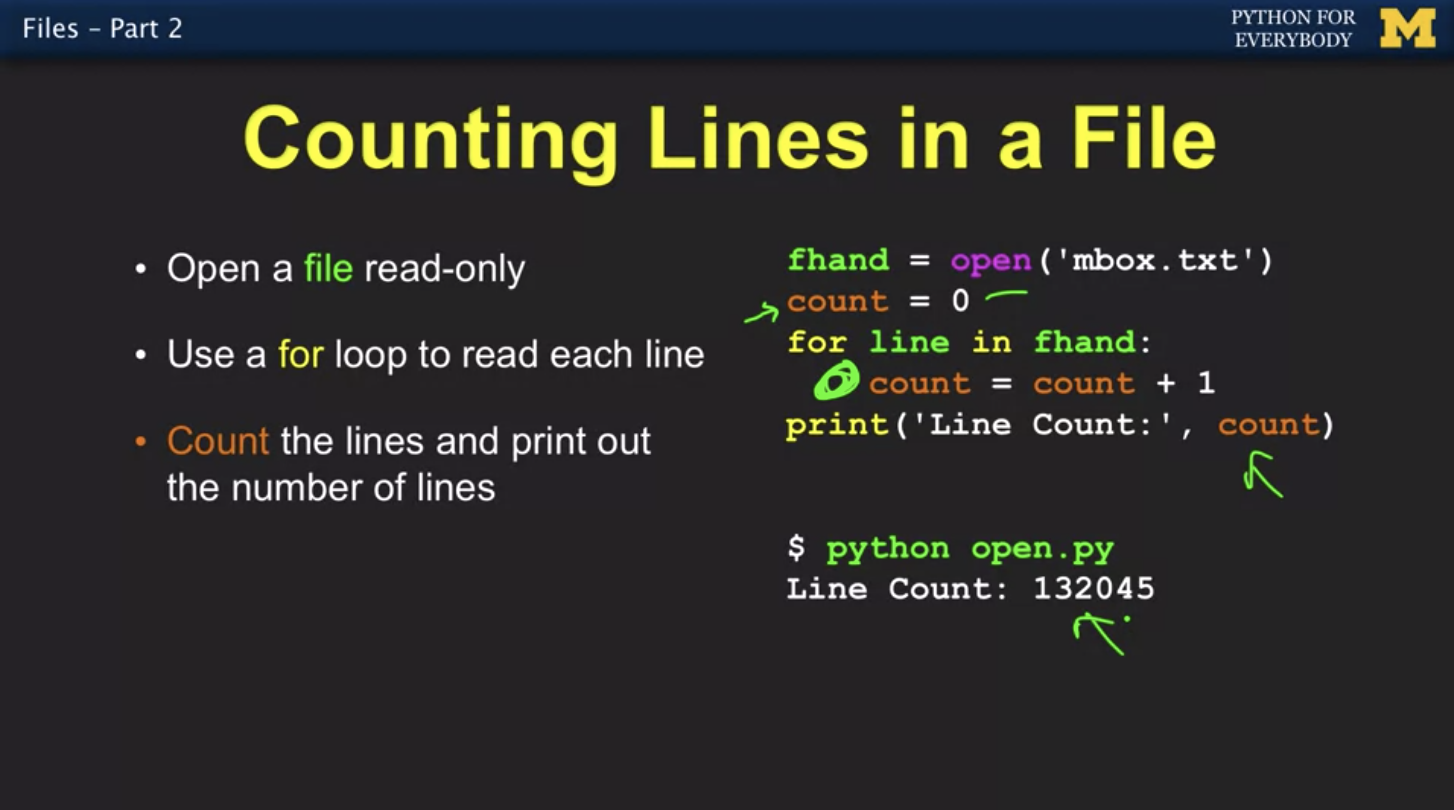 Files – Part 2
PYTHON FOR
EVERYBODY
M
Counting Lines in a File
• Open a file read-only
• Use a for loop to read each line
• Count the lines and print out
the number of lines
fhand = open('mbox.txt')
count = 0
for line in fhand:
    count = count + 1
print('Line Count:', count)
$ python open.py
Line Count: 132045